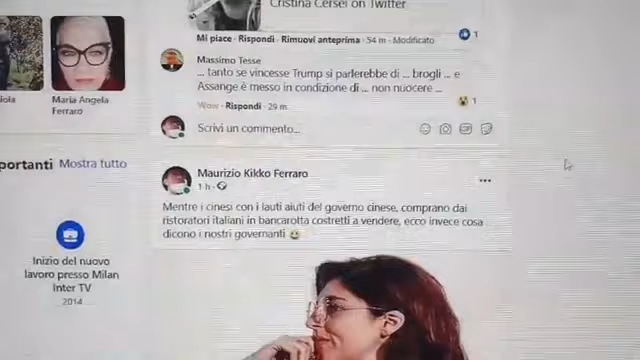 Cristina Cersei on Twitter
Mi piace · Rispondi · Rimuovi anteprima · 54 m · Modificato
1
Massimo Tesse
... tanto se vincesse Trump si parlerebbe di ... brogli ... e
Assange è messo in condizione di ... non nuocere ...
Wow · Rispondi · 29 m
1
Scrivi un commento...
Maria Angela
Ferraro
portanti Mostra tutto
Maurizio Kikko Ferraro
1 h
Mentre i cinesi con i lauti aiuti del governo cinese, comprano dai
ristoratori italiani in bancarotta costretti a vendere, ecco invece cosa
dicono i nostri governanti
Inizio del nuovo
lavoro presso Milan
Inter TV
2014